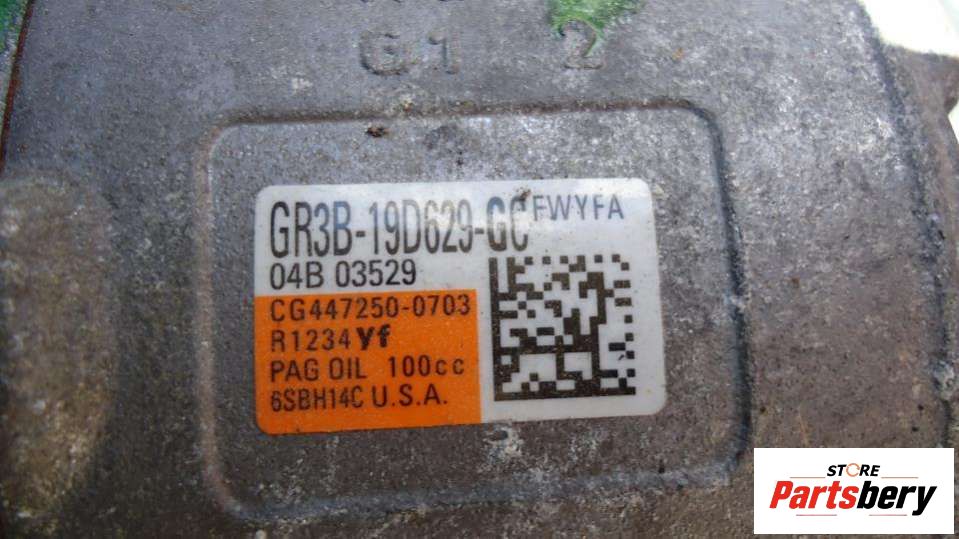 G1 2
GR3B-19D629-GC FWYFA
04B 03529
CG447250-0703
R1234yf
PAG OIL 100cc
6SBH14C U.S.A.
STORE
Partsbery